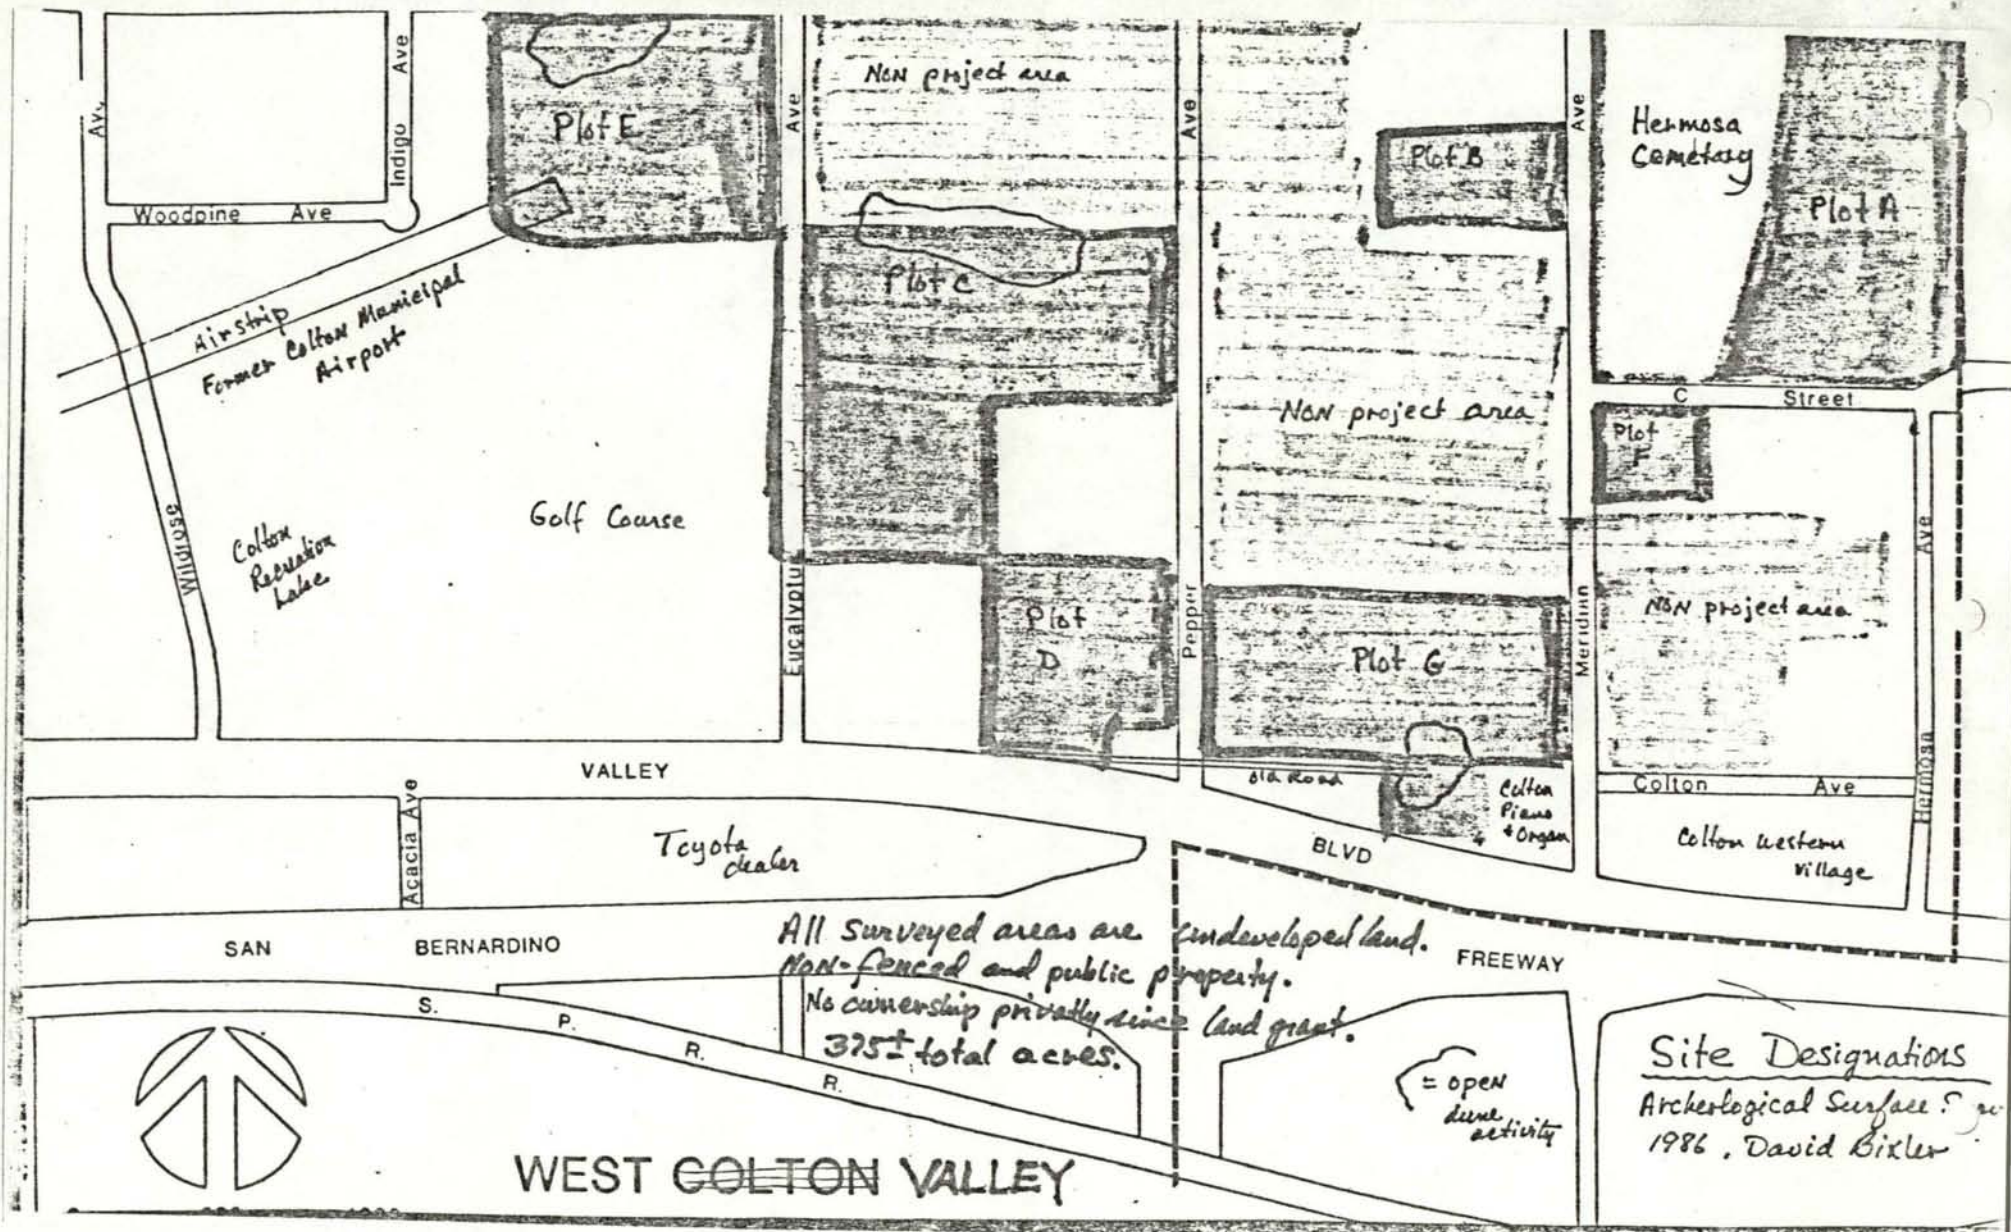 NON project area
Plot E
Plot B
Hermosa
Cemetary
Plot A
Ave
Indigo Ave
Ave
Ave
Ave
Woodpine Ave
Plot C
Airstrip
Former Colton Municipal
Airport
NON project area
C Street
Plot
Golf Course
Colton
Recreation
Lake
Wildrose
Eucalyptu
Pepper
Meridian
Hermosa Ave
Plot
D
Plot G
NON project area
VALLEY
BLVD
old Road
Colton
Piano
+ Organ
Colton Ave
Colton western
village
Acacia Ave
Toyota
dealer
SAN BERNARDINO
FREEWAY
All surveyed areas are undeveloped land.
NON-fenced and public property.
No ownership privatly since land grant.
375± total acres.
S. P. R. R.
= open
dune
activity
Site Designations
Archeological Surface
1986, David Bixler
WEST COLTON VALLEY